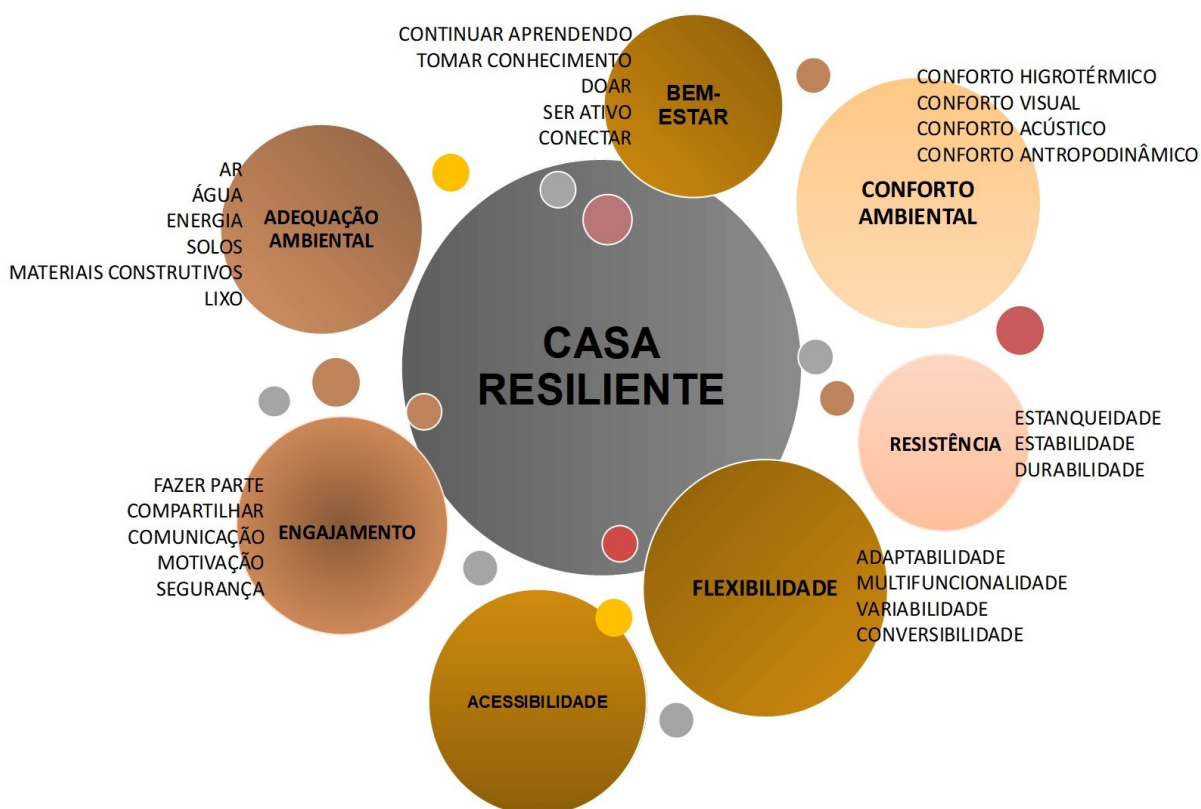 CONTINUAR APRENDENDO
TOMAR CONHECIMENTO
DOAR
SER ATIVO
CONECTAR
BEM-
ESTAR
CONFORTO HIGROTÉRMICO
CONFORTO VISUAL
CONFORTO ACÚSTICO
CONFORTO ANTROPODINÂMICO
CONFORTO
AMBIENTAL
AR
ÁGUA
ENERGIA
SOLOS
MATERIAIS CONSTRUTIVOS
LIXO
ADEQUAÇÃO
AMBIENTAL
CASA
RESILIENTE
RESISTÊNCIA
ESTANQUEIDADE
ESTABILIDADE
DURABILIDADE
FAZER PARTE
COMPARTILHAR
COMUNICAÇÃO
MOTIVAÇÃO
SEGURANÇA
ENGAJAMENTO
FLEXIBILIDADE
ADAPTABILIDADE
MULTIFUNCIONALIDADE
VARIABILIDADE
CONVERSIBILIDADE
ACESSIBILIDADE